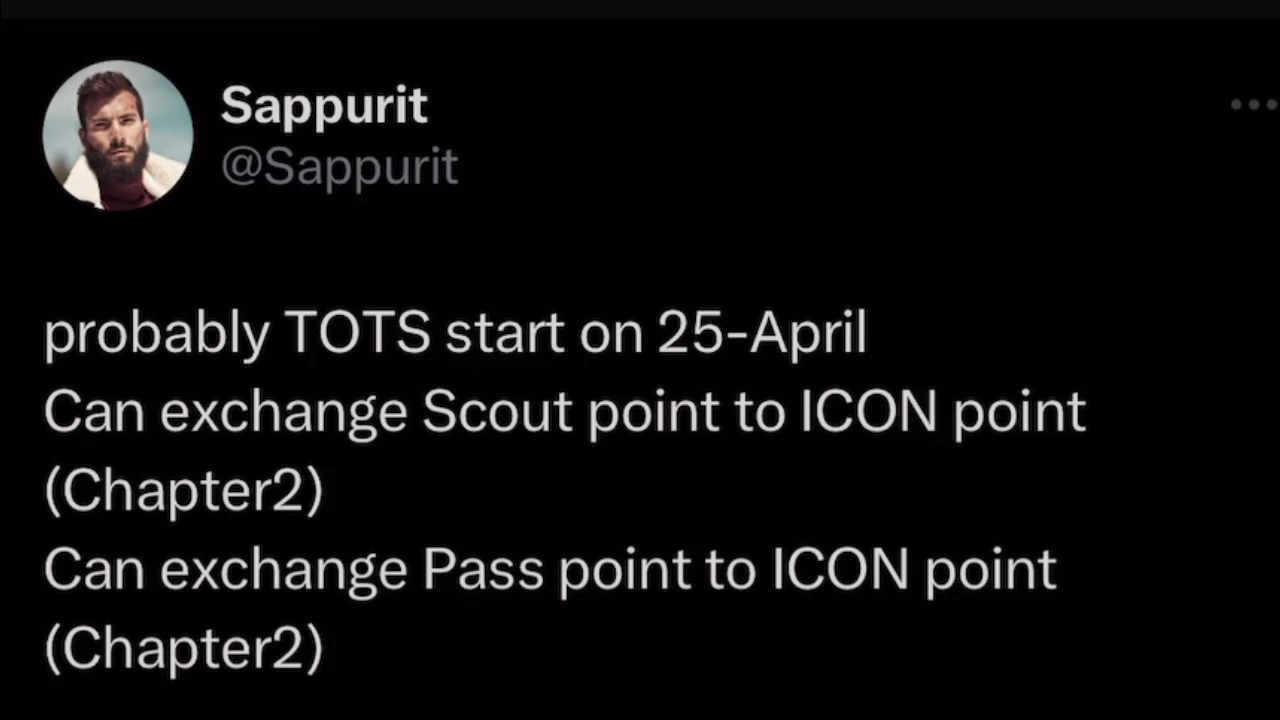 Sappurit
@Sappurit
probably TOTS start on 25-April
Can exchange Scout point to ICON point
(Chapter2)
Can exchange Pass point to ICON point
(Chapter2)